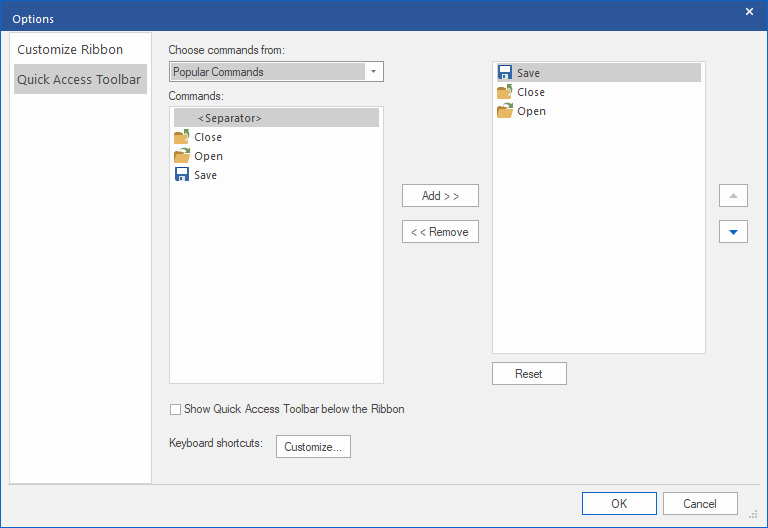 Options
Customize Ribbon
Quick Access Toolbar
Choose commands from:
Popular Commands
Commands:
<Separator>
Close
Open
Save
Add > >
< < Remove
Save
Close
Open
Reset
Show Quick Access Toolbar below the Ribbon
Keyboard shortcuts:
Customize...
OK
Cancel